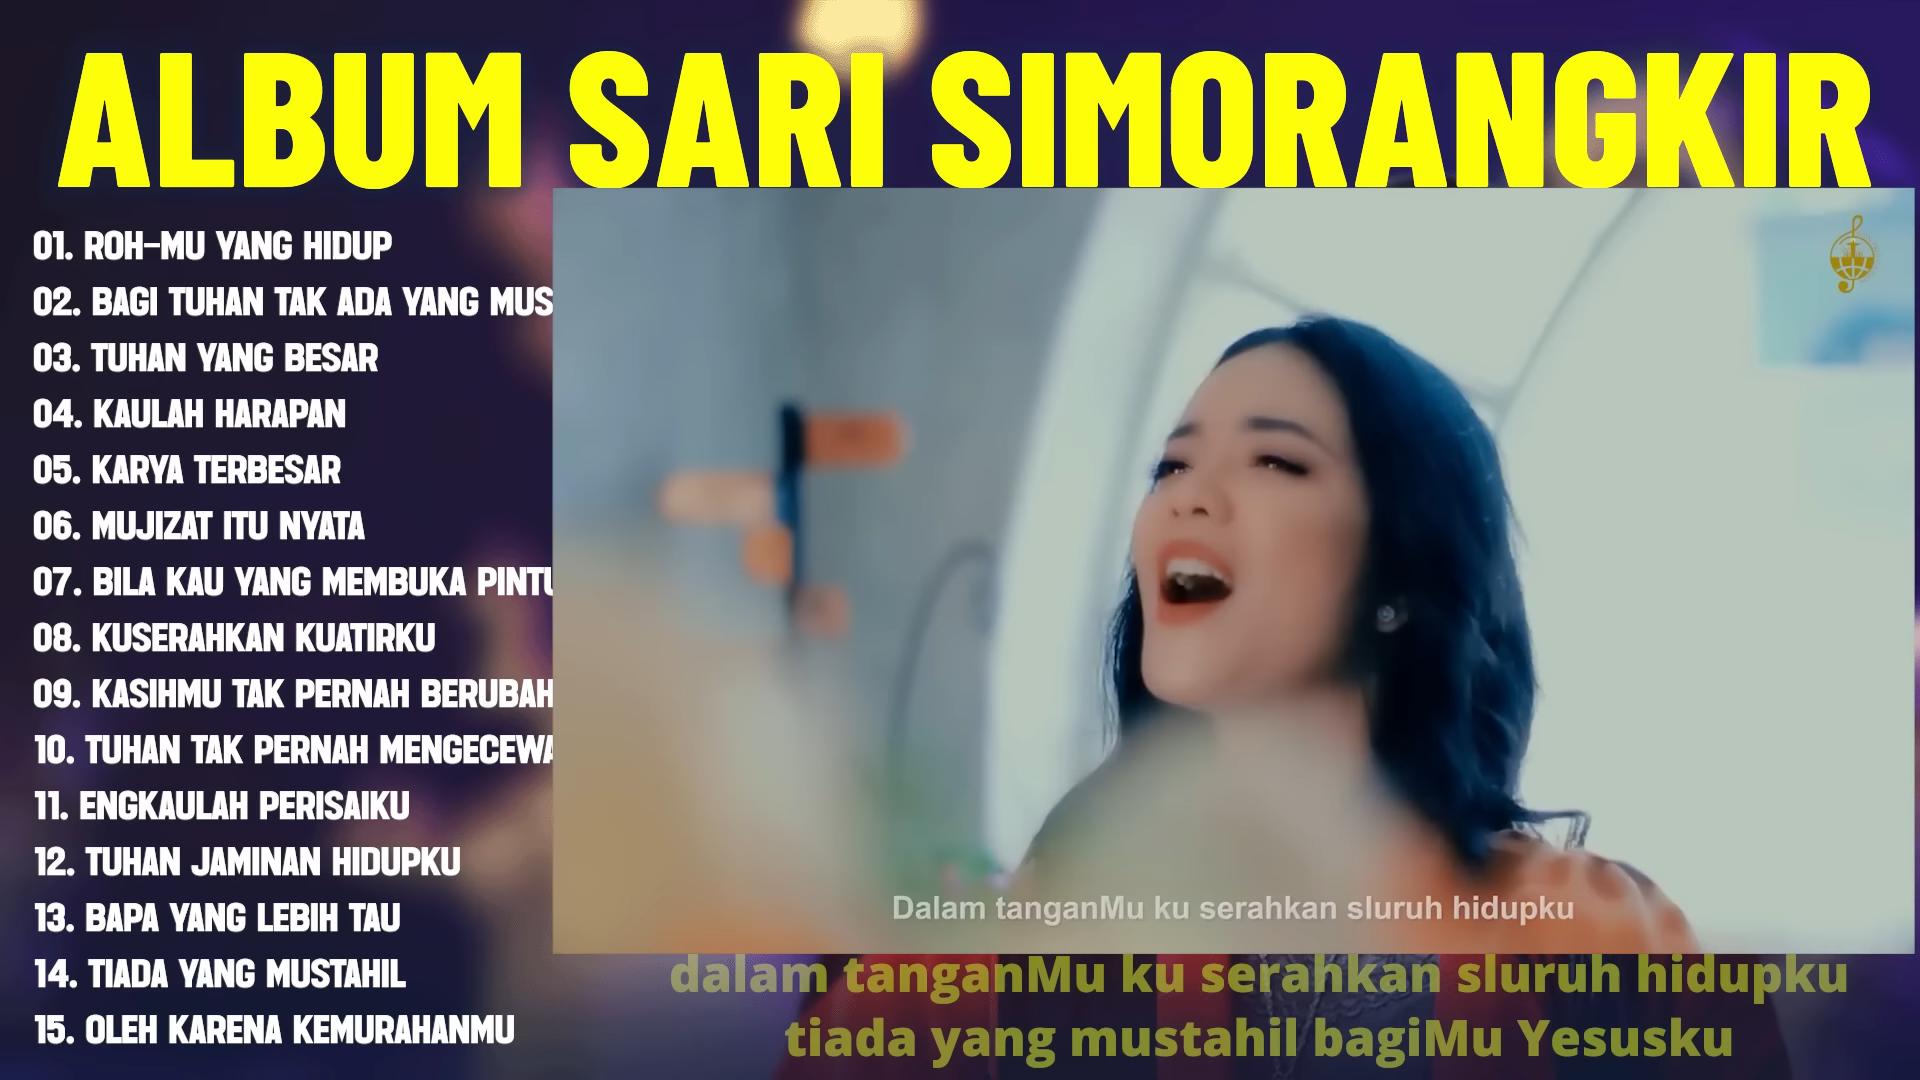 ALBUM SARI SIMORANGKIR
01. ROH-MU YANG HIDUP
02. BAGI TUHAN TAK ADA YANG MUS
03. TUHAN YANG BESAR
04. KAULAH HARAPAN
05. KARYA TERBESAR
06. MUJIZAT ITU NYATA
07. BILA KAU YANG MEMBUKA PINTU
08. KUSERAHKAN KUATIRKU
09. KASIHMU TAK PERNAH BERUBAH
10. TUHAN TAK PERNAH MENGECEWA
11. ENGKAULAH PERISAIKU
12. TUHAN JAMINAN HIDUPKU
13. BAPA YANG LEBIH TAU
14. TIADA YANG MUSTAHIL
15. OLEH KARENA KEMURAHANMU
Dalam tanganMu ku serahkan sluruh hidupku
dalam tanganMu ku serahkan sluruh hidupku
tiada yang mustahil bagiMu Yesusku